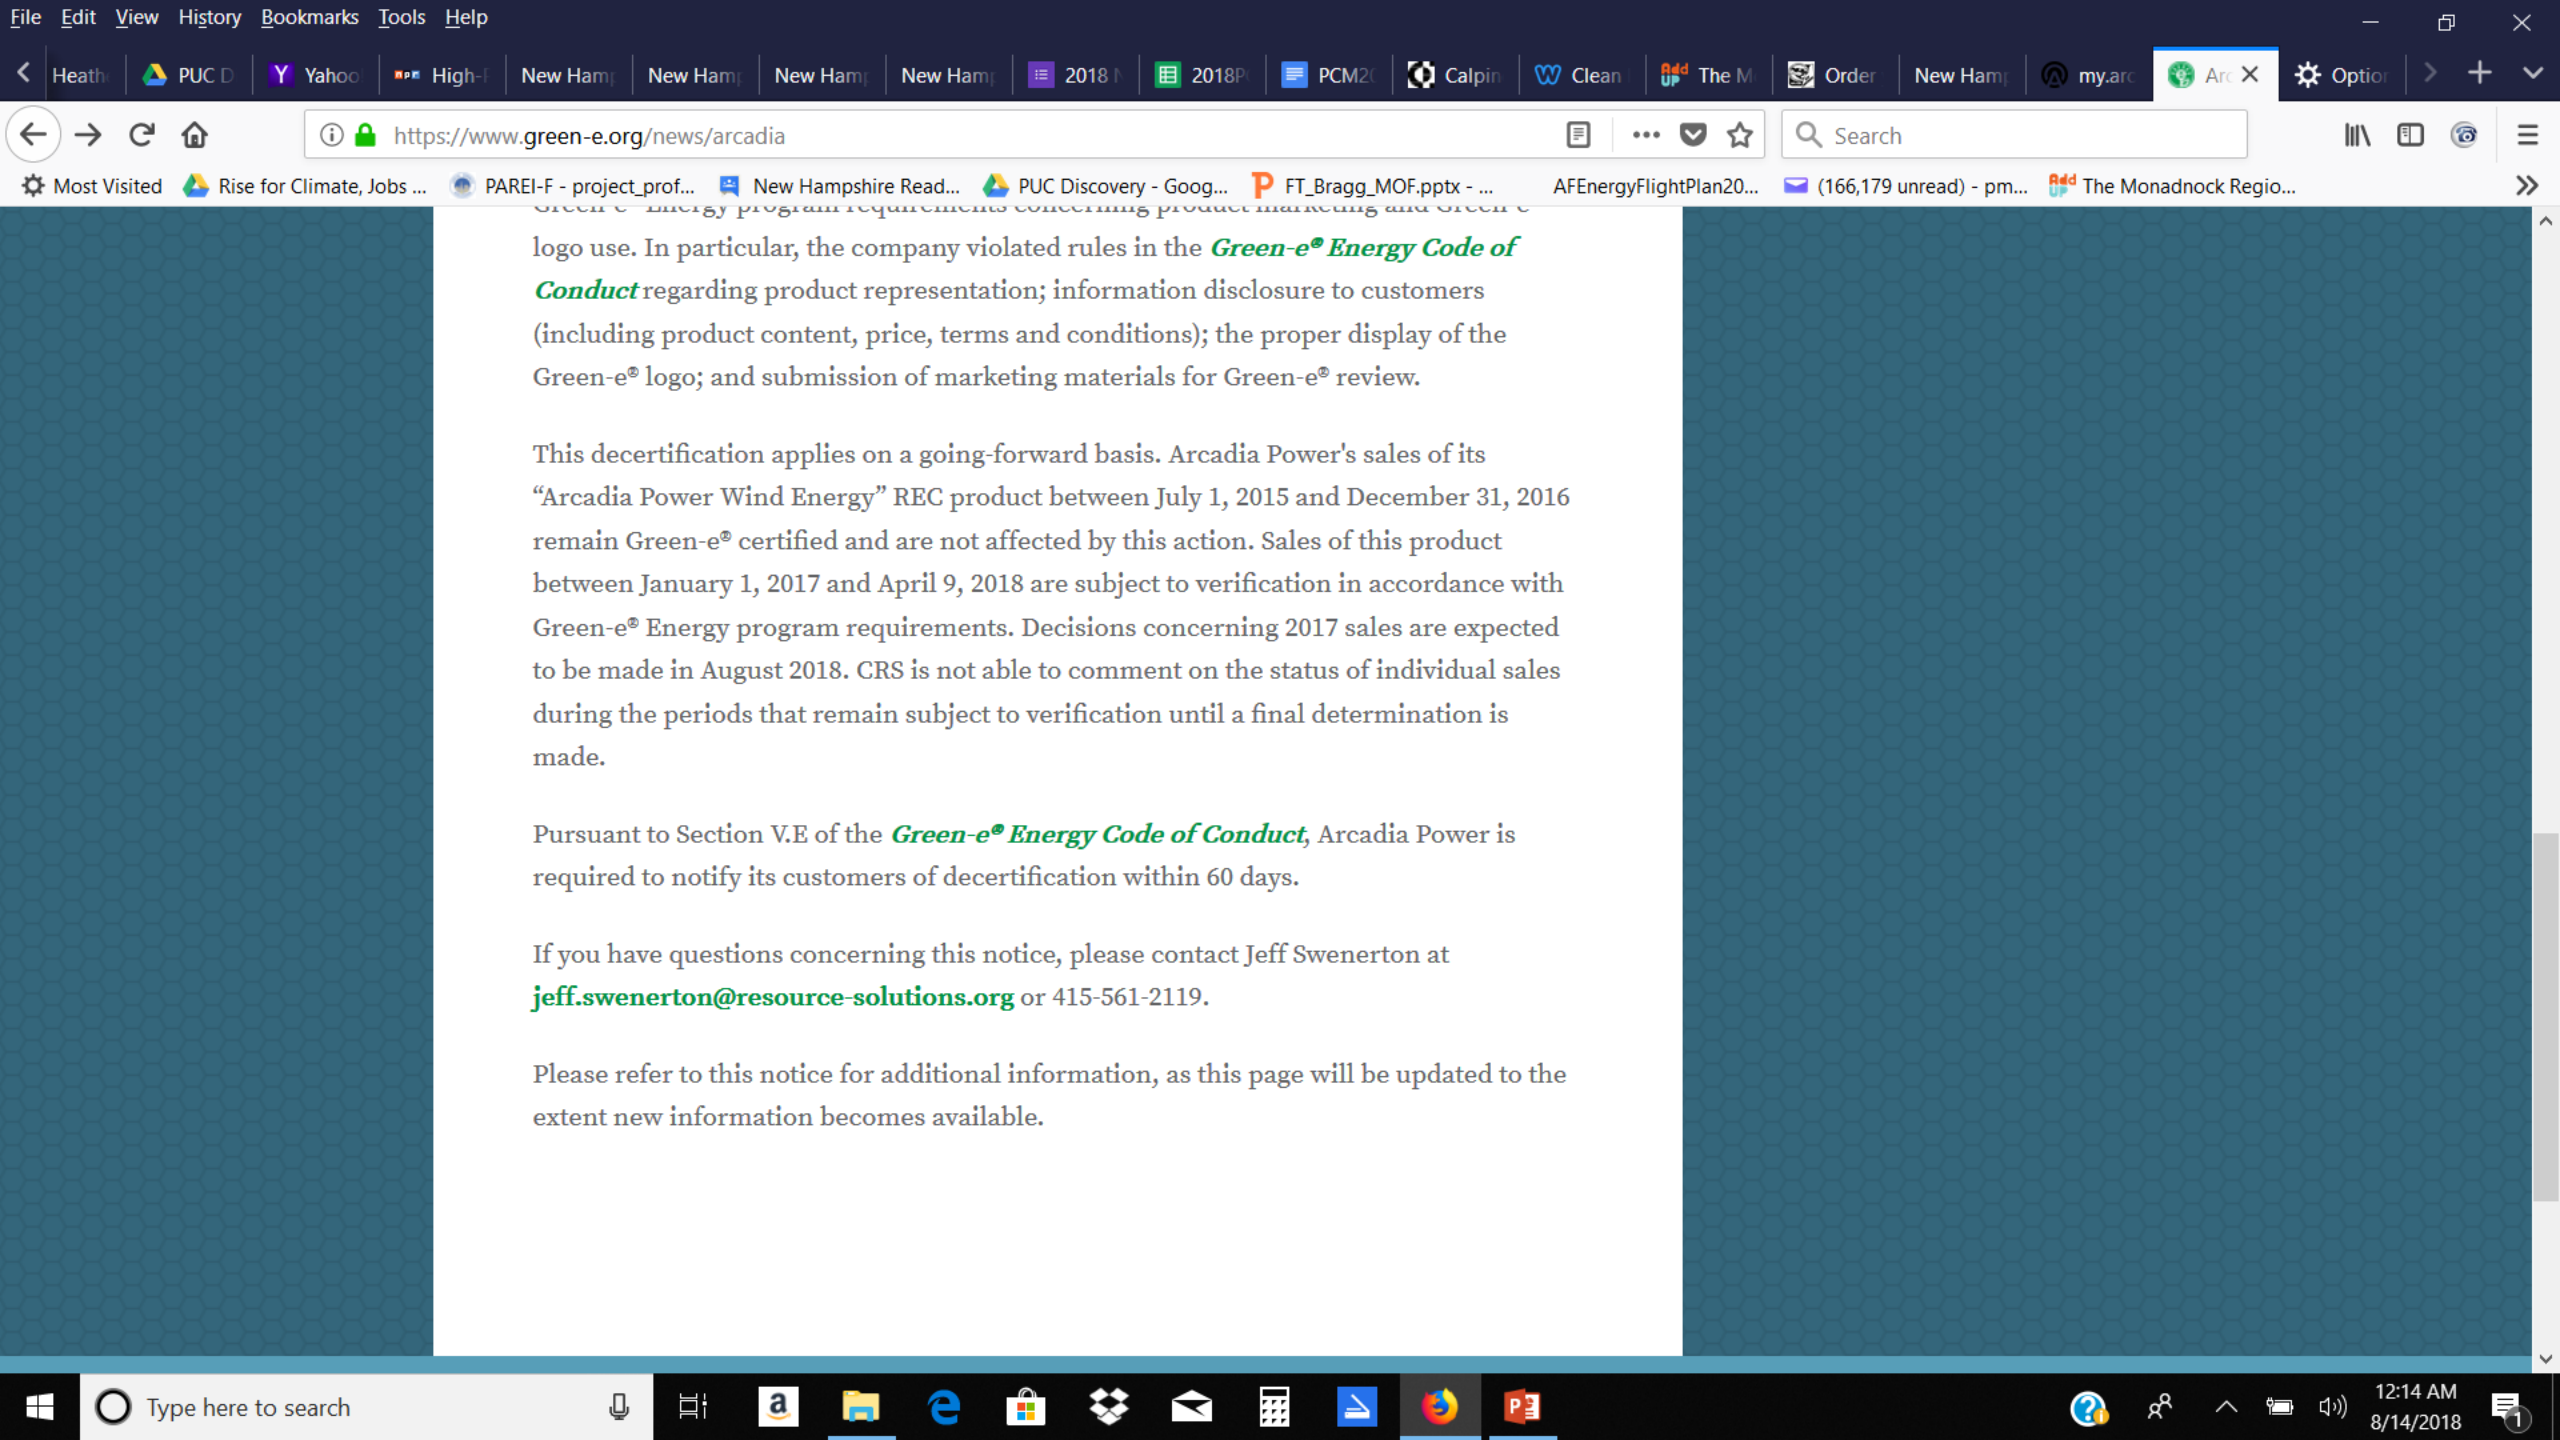 File Edit View History Bookmarks Tools Help
Heath PUC D Yahoo High-F New Ham New Ham New Ham New Ham 2018 N 2018P PCM20 Calpin Clean The M Order New Ham my.arc Arc Optio
https://www.green-e.org/news/arcadia Search
Most Visited Rise for Climate, Jobs ... PAREI-F - project_prof... New Hampshire Read... PUC Discovery - Goog... FT_Bragg_MOF.pptx - ... AFEnergyFlightPlan20... (166,179 unread) - pm... The Monadnock Regio...
Green-e® Energy program requirements concerning product marketing and Green-e®
logo use. In particular, the company violated rules in the Green-e® Energy Code of
Conduct regarding product representation; information disclosure to customers
(including product content, price, terms and conditions); the proper display of the
Green-e® logo; and submission of marketing materials for Green-e® review.
This decertification applies on a going-forward basis. Arcadia Power's sales of its
“Arcadia Power Wind Energy” REC product between July 1, 2015 and December 31, 2016
remain Green-e® certified and are not affected by this action. Sales of this product
between January 1, 2017 and April 9, 2018 are subject to verification in accordance with
Green-e® Energy program requirements. Decisions concerning 2017 sales are expected
to be made in August 2018. CRS is not able to comment on the status of individual sales
during the periods that remain subject to verification until a final determination is
made.
Pursuant to Section V.E of the Green-e® Energy Code of Conduct, Arcadia Power is
required to notify its customers of decertification within 60 days.
If you have questions concerning this notice, please contact Jeff Swenerton at
jeff.swenerton@resource-solutions.org or 415-561-2119.
Please refer to this notice for additional information, as this page will be updated to the
extent new information becomes available.
Type here to search
12:14 AM
8/14/2018
1